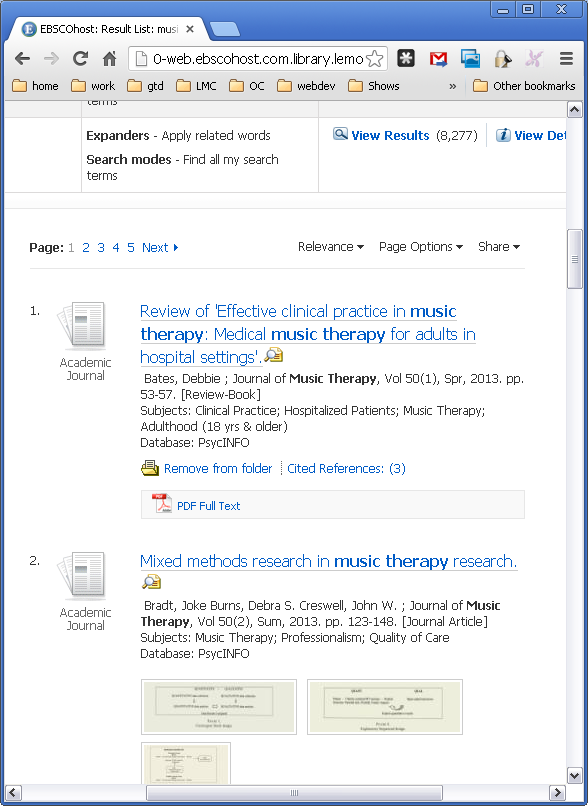 EBSCOhost: Result List: musi
0-web.ebscohost.com.library.lemo
home work gtd LMC OC webdev Shows » Other bookmarks
terms
Expanders - Apply related words
Search modes - Find all my search
terms
View Results (8,277) View Det
Page: 1 2 3 4 5 Next Relevance Page Options Share
1.
Academic
Journal
Review of 'Effective clinical practice in music
therapy: Medical music therapy for adults in
hospital settings'.
Bates, Debbie ; Journal of Music Therapy, Vol 50(1), Spr, 2013. pp.
53-57. [Review-Book]
Subjects: Clinical Practice; Hospitalized Patients; Music Therapy;
Adulthood (18 yrs & older)
Database: PsycINFO
Remove from folder Cited References: (3)
PDF Full Text
2.
Academic
Journal
Mixed methods research in music therapy research.
Bradt, Joke Burns, Debra S. Creswell, John W. ; Journal of Music
Therapy, Vol 50(2), Sum, 2013. pp. 123-148. [Journal Article]
Subjects: Music Therapy; Professionalism; Quality of Care
Database: PsycINFO